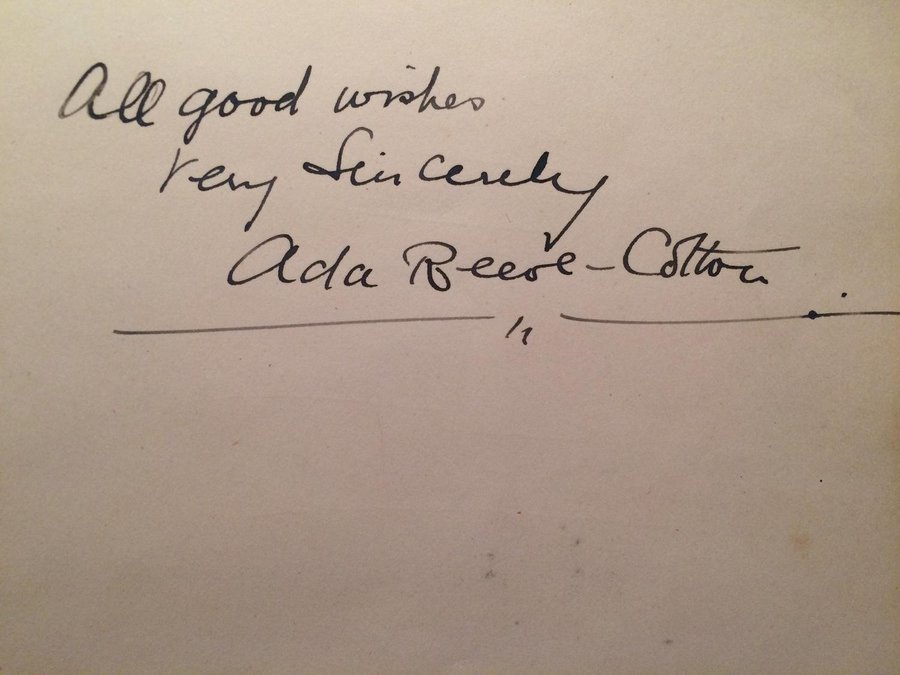 All good wishes
Very Sincerely
Ada Reeve-Cotton